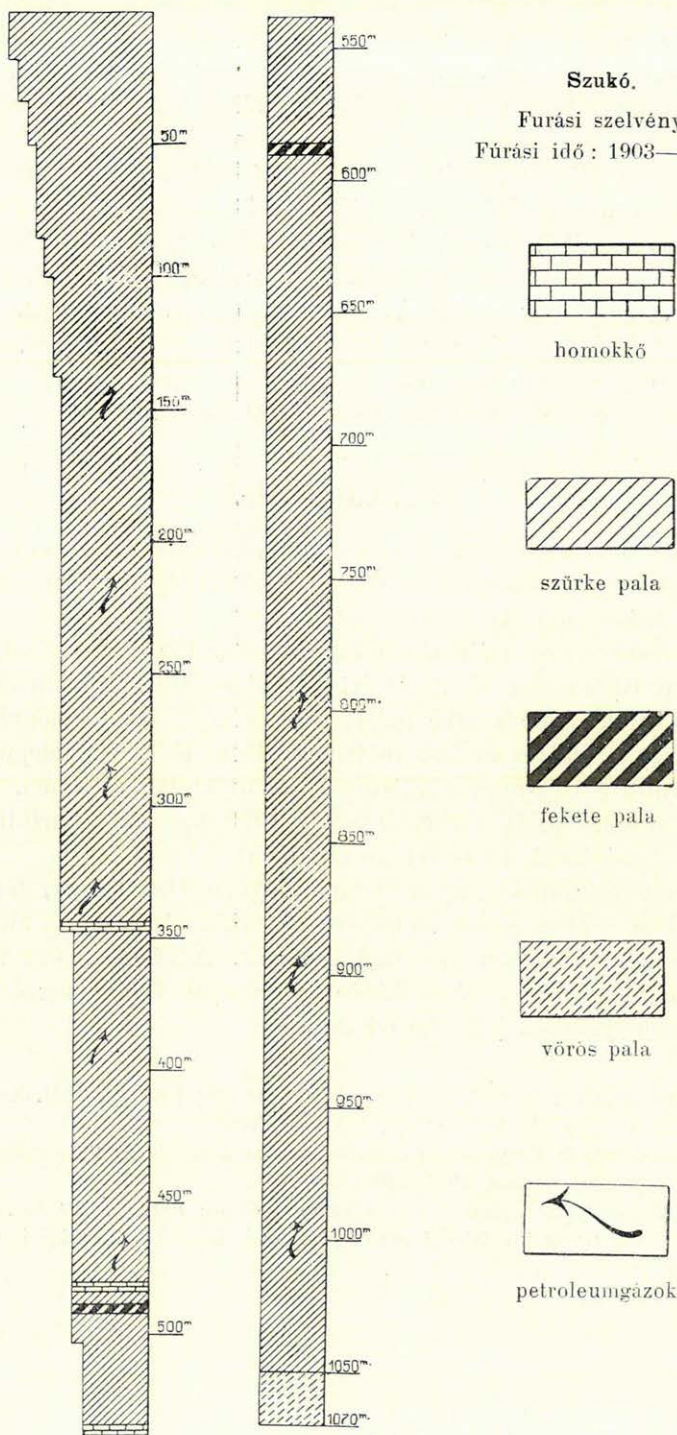 50m
100m
150m
200m
250m
300m
350m
400m
450m
500m
550m
600m
650m
700m
750m
800m
850m
900m
950m
1000m
1050m
1070m
Szukó.
Furási szelvény
Fúrási idő : 1903—
homokkő
szürke pala
fekete pala
vörös pala
petroleumgázok